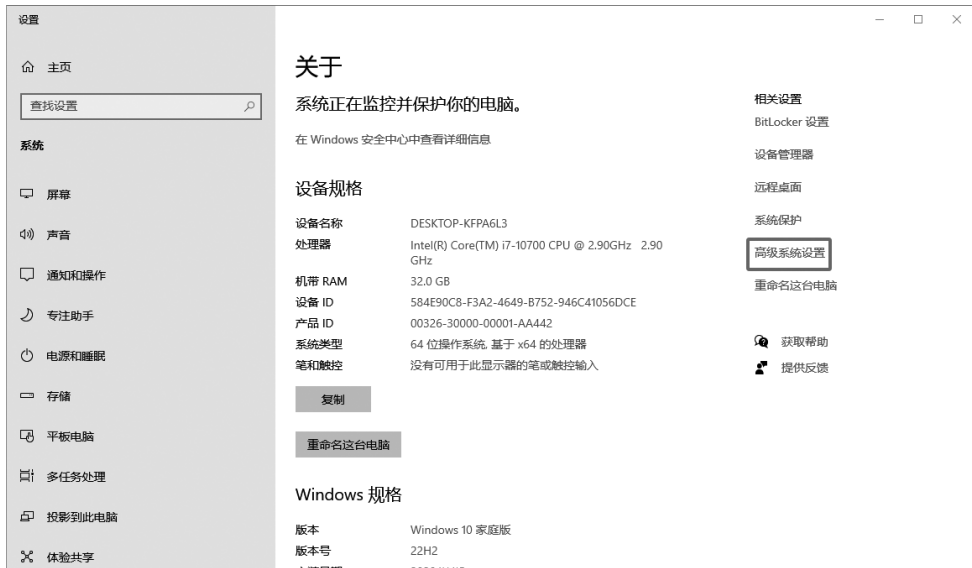 设置
主页
查找设置
系统
屏幕
声音
通知和操作
专注助手
电源和睡眠
存储
平板电脑
多任务处理
投影到此电脑
体验共享
关于
系统正在监控并保护你的电脑。
在 Windows 安全中心中查看详细信息
设备规格
设备名称 DESKTOP-KFPA6L3
处理器 Intel(R) Core(TM) i7-10700 CPU @ 2.90GHz 2.90
GHz
机带 RAM 32.0 GB
设备 ID 584E90C8-F3A2-4649-B752-946C41056DCE
产品 ID 00326-30000-00001-AA442
系统类型 64 位操作系统, 基于 x64 的处理器
笔和触控 没有可用于此显示器的笔或触控输入
复制
重命名这台电脑
Windows 规格
版本 Windows 10 家庭版
版本号 22H2
相关设置
BitLocker 设置
设备管理器
远程桌面
系统保护
高级系统设置
重命名这台电脑
获取帮助
提供反馈